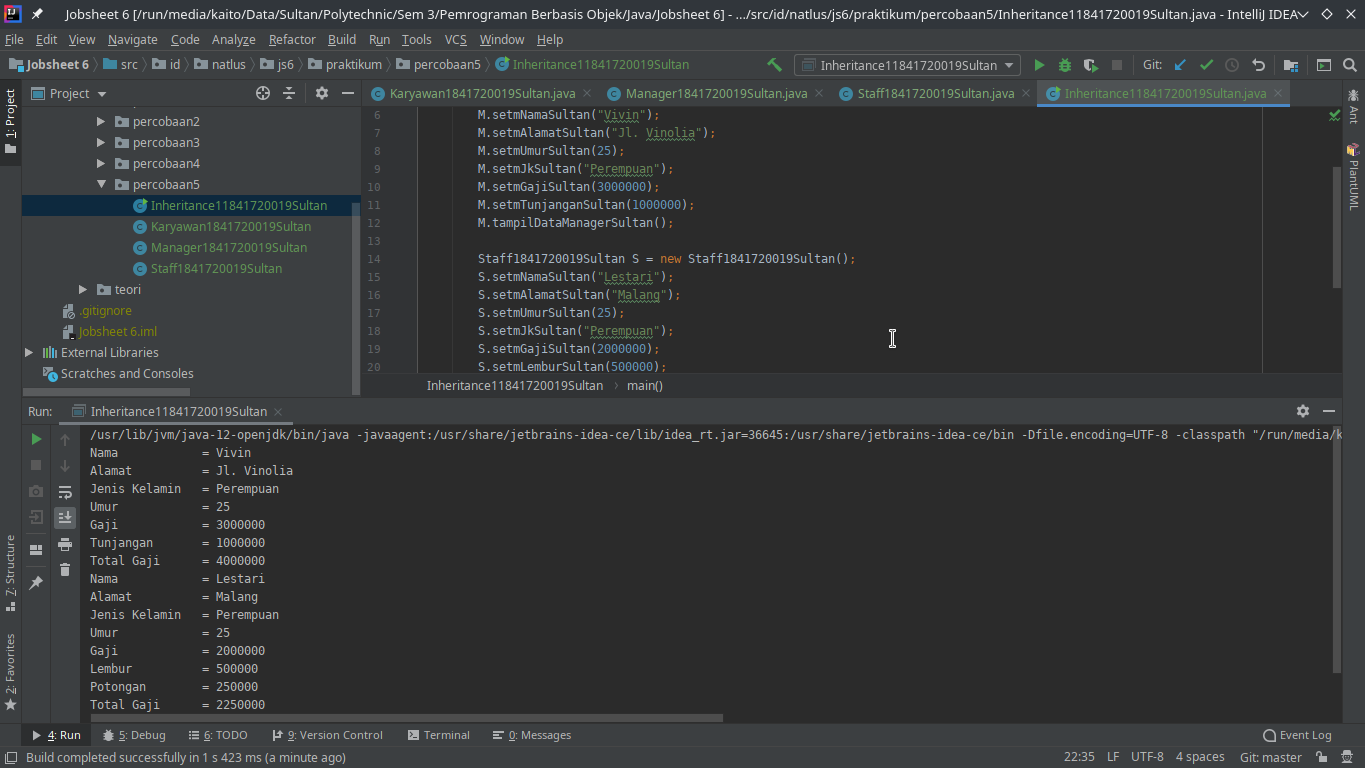 Jobsheet 6 [/run/media/kaito/Data/Sultan/Polytechnic/Sem 3/Pemrograman Berbasis Objek/Java/Jobsheet 6] - .../src/id/natlus/js6/praktikum/percobaan5/Inheritance11841720019Sultan.java - IntelliJ IDEA
File Edit View Navigate Code Analyze Refactor Build Run Tools VCS Window Help
Jobsheet 6 src id natlus js6 praktikum percobaan5 Inheritance11841720019Sultan Inheritance11841720019Sultan Git:
Project Karyawan1841720019Sultan.java Manager1841720019Sultan.java Staff1841720019Sultan.java Inheritance11841720019Sultan.java
1: Project
percobaan2
percobaan3
percobaan4
percobaan5
Inheritance11841720019Sultan
Karyawan1841720019Sultan
Manager1841720019Sultan
Staff1841720019Sultan
teori
.gitignore
Jobsheet 6.iml
External Libraries
Scratches and Consoles
6 M.setmNamaSultan("Vivin");
7 M.setmAlamatSultan("Jl. Vinolia");
8 M.setmUmurSultan(25);
9 M.setmJkSultan("Perempuan");
10 M.setmGajiSultan(3000000);
11 M.setmTunjanganSultan(1000000);
12 M.tampilDataManagerSultan();
13
14 Staff1841720019Sultan S = new Staff1841720019Sultan();
15 S.setmNamaSultan("Lestari");
16 S.setmAlamatSultan("Malang");
17 S.setmUmurSultan(25);
18 S.setmJkSultan("Perempuan");
19 S.setmGajiSultan(2000000);
20 S.setmLemburSultan(500000);
Inheritance11841720019Sultan › main()
Ant
PlantUML
Run: Inheritance11841720019Sultan
/usr/lib/jvm/java-12-openjdk/bin/java -javaagent:/usr/share/jetbrains-idea-ce/lib/idea_rt.jar=36645:/usr/share/jetbrains-idea-ce/bin -Dfile.encoding=UTF-8 -classpath "/run/media/k
Nama = Vivin
Alamat = Jl. Vinolia
Jenis Kelamin = Perempuan
Umur = 25
Gaji = 3000000
Tunjangan = 1000000
Total Gaji = 4000000
Nama = Lestari
Alamat = Malang
Jenis Kelamin = Perempuan
Umur = 25
Gaji = 2000000
Lembur = 500000
Potongan = 250000
Total Gaji = 2250000
7: Structure
2: Favorites
4: Run 5: Debug 6: TODO 9: Version Control Terminal 0: Messages Event Log
Build completed successfully in 1 s 423 ms (a minute ago) 22:35 LF UTF-8 4 spaces Git: master